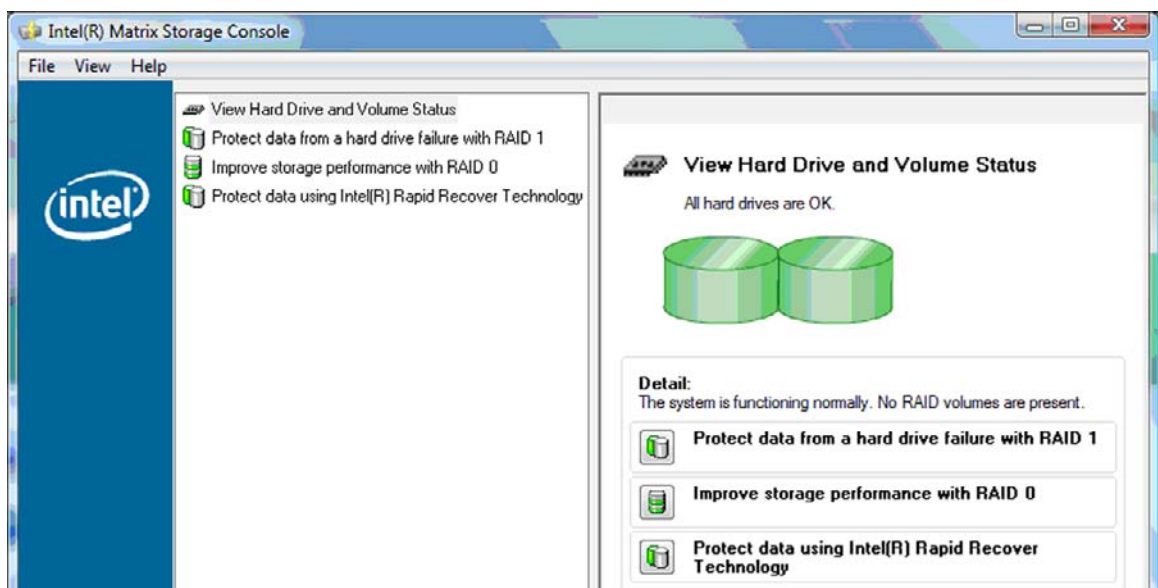 Intel(R) Matrix Storage Console
File View Help
intel
View Hard Drive and Volume Status
Protect data from a hard drive failure with RAID 1
Improve storage performance with RAID 0
Protect data using Intel(R) Rapid Recover Technology
View Hard Drive and Volume Status
All hard drives are OK.
Detail:
The system is functioning normally. No RAID volumes are present.
Protect data from a hard drive failure with RAID 1
Improve storage performance with RAID 0
Protect data using Intel(R) Rapid Recover
Technology